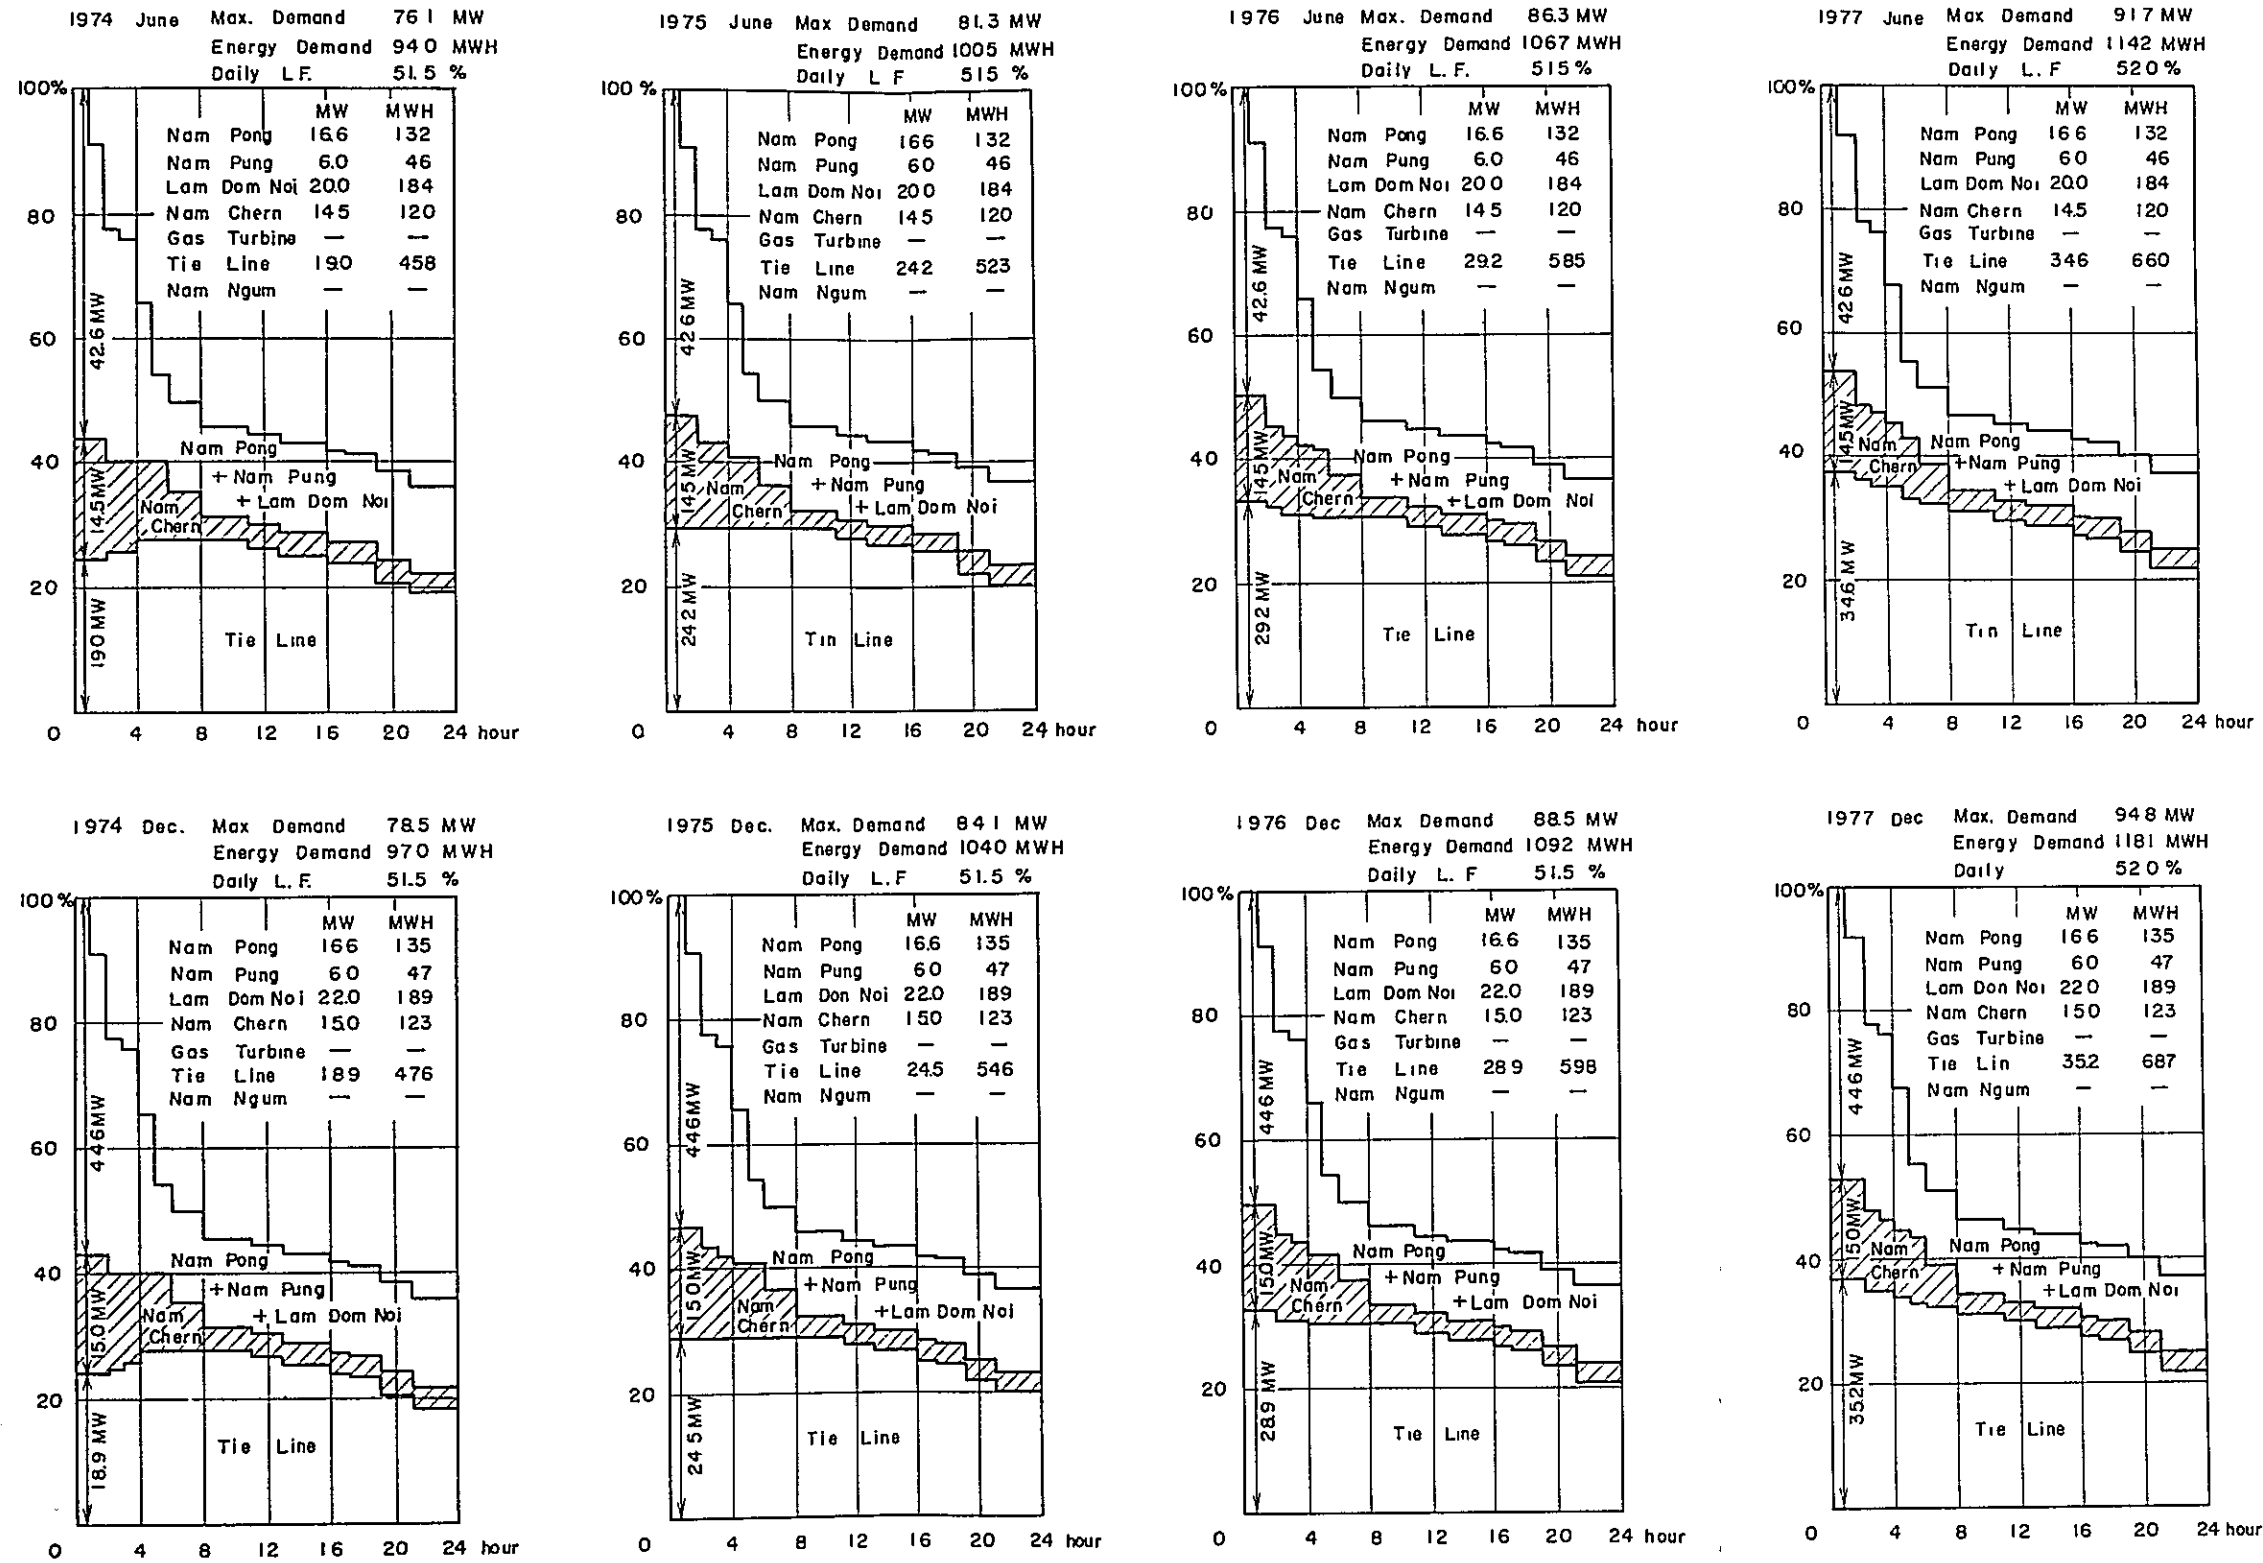 1974 June Max. Demand 76 1 MW
Energy Demand 94 0 MWH
Daily L F. 51.5 %
100%
MW MWH
Nam Pong 16.6 132
Nam Pung 6.0 46
Lam Dom Noi 20.0 184
80
Nam Chern 14 5 120
Gas Turbine — —
Tie Line 19.0 458
Nam Ngum — —
42.6 MW
60
Nam Pong
40
+ Nam Pung
+ Lam Dom Noi
14.5 MW
Nam
Chern
20
19 0 MW
Tie Line
0 4 8 12 16 20 24 hour
1975 June Max Demand 81.3 MW
Energy Demand 1005 MWH
Daily L F 51 5 %
100%
MW MWH
Nam Pong 16 6 132
Nam Pung 6 0 46
Lam Dom Noi 20 0 184
80
Nam Chern 14 5 120
Gas Turbine — —
Tie Line 24 2 523
Nam Ngum — —
42 6 MW
60
Nam Pong
40
+ Nam Pung
+ Lam Dom Noi
14 5 MW
Nam
Chern
20
24 2 MW
Tin Line
0 4 8 12 16 20 24 hour
1976 June Max. Demand 86.3 MW
Energy Demand 1067 MWH
Daily L. F. 51 5 %
100 %
MW MWH
Nam Pong 16.6 132
Nam Pung 6.0 46
Lam Dom Noi 20 0 184
80
Nam Chern 14 5 120
Gas Turbine — —
Tie Line 29.2 585
Nam Ngum — —
42.6 MW
60
Nam Pong
40
+ Nam Pung
+ Lam Dom Noi
14.5 MW
Nam
Chern
20
29 2 MW
Tie Line
0 4 8 12 16 20 24 hour
1977 June Max Demand 91 7 MW
Energy Demand 1142 MWH
Daily L. F 52 0 %
100 %
MW MWH
Nam Pong 16 6 132
Nam Pung 6 0 46
Lam Dom Noi 20.0 184
80
Nam Chern 14.5 120
Gas Turbine — —
Tie Line 34 6 660
Nam Ngum — —
42 6 MW
60
Nam Pong
40
+Nam Pung
+ Lam Dom Noi
14.5 MW
Nam
Chern
20
34.6 MW
Tin Line
0 4 8 12 16 20 24 hour
1974 Dec. Max Demand 78.5 MW
Energy Demand 970 MWH
Daily L. F. 51.5 %
100 %
MW MWH
Nam Pong 16 6 135
Nam Pung 6 0 47
Lam Dom Noi 22.0 189
80
Nam Chern 15.0 123
Gas Turbine — —
Tie Line 18 9 476
Nam Ngum — —
44 6 MW
60
Nam Pong
40
+Nam Pung
+ Lam Dom Noi
15.0 MW
Nam
Chern
20
18.9 MW
Tie Line
0 4 8 12 16 20 24 hour
1975 Dec. Max. Demand 84 1 MW
Energy Demand 1040 MWH
Daily L. F 51.5 %
100 %
MW MWH
Nam Pong 16.6 135
Nam Pung 6 0 47
Lam Don Noi 22.0 189
80
Nam Chern 15 0 123
Gas Turbine — —
Tie Line 24.5 546
Nam Ngum — —
44 6 MW
60
Nam Pong
40
+ Nam Pung
+Lam Dom Noi
15.0 MW
Nam
Chern
20
24 5 MW
Tie Line
0 4 8 12 16 20 24 hour
1976 Dec Max Demand 88.5 MW
Energy Demand 1092 MWH
Daily L. F 51.5 %
100 %
MW MWH
Nam Pong 16.6 135
Nam Pung 6 0 47
Lam Dom Noi 22.0 189
80
Nam Chern 15.0 123
Gas Turbine — —
Tie Line 28 9 598
Nam Ngum — —
44 6 MW
60
Nam Pong
40
+ Nam Pung
+ Lam Dom Noi
15.0 MW
Nam
Chern
20
28.9 MW
Tie Line
0 4 8 12 16 20 24 hour
1977 Dec Max. Demand 94 8 MW
Energy Demand 1181 MWH
Daily 52 0 %
100 %
MW MWH
Nam Pong 16 6 135
Nam Pung 6 0 47
Lam Don Noi 22 0 189
80
Nam Chern 15 0 123
Gas Turbine — —
Tie Lin 35.2 687
Nam Ngum — —
44 6 MW
60
Nam Pong
40
+ Nam Pung
+ Lam Dom Noi
15.0 MW
Nam
Chern
20
35.2 MW
Tie Line
0 4 8 12 16 20 24 hour